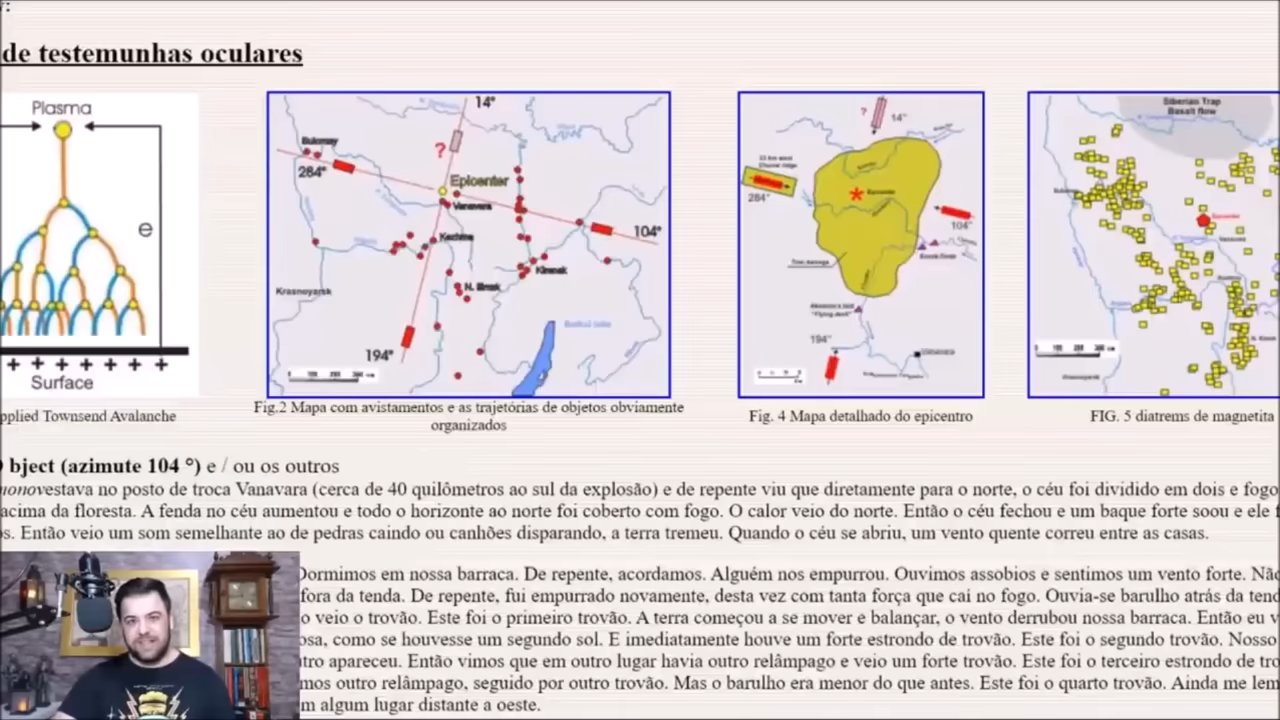 de testemunhas oculares
Plasma
e
Surface
pplied Townsend Avalanche
14°
Bulomay
284°
?
Epicenter
Vanavara
104°
Kezhma
Kirensk
Krasnoyarsk
N. Ilimsk
194°
Fig.2 Mapa com avistamentos e as trajetórias de objetos obviamente
organizados
?
14°
284°
104°
194°
Fig. 4 Mapa detalhado do epicentro
Siberian Trap
Basalt flow
FIG. 5 diatrems de magnetita
bject (azimute 104 °) e / ou os outros
nonovestava no posto de troca Vanavara (cerca de 40 quilômetros ao sul da explosão) e de repente viu que diretamente para o norte, o céu foi dividido em dois e fogo
acima da floresta. A fenda no céu aumentou e todo o horizonte ao norte foi coberto com fogo. O calor veio do norte. Então o céu fechou e um baque forte soou e ele f
os. Então veio um som semelhante ao de pedras caindo ou canhões disparando, a terra tremeu. Quando o céu se abriu, um vento quente correu entre as casas.
Dormimos em nossa barraca. De repente, acordamos. Alguém nos empurrou. Ouvimos assobios e sentimos um vento forte. Não
fora da tenda. De repente, fui empurrado novamente, desta vez com tanta força que cai no fogo. Ouvia-se barulho atrás da tend
o veio o trovão. Este foi o primeiro trovão. A terra começou a se mover e balançar, o vento derrubou nossa barraca. Então eu v
osa, como se houvesse um segundo sol. E imediatamente houve um forte estrondo de trovão. Este foi o segundo trovão. Nosso
tro apareceu. Então vimos que em outro lugar havia outro relâmpago e veio um forte trovão. Este foi o terceiro estrondo de tro
mos outro relâmpago, seguido por outro trovão. Mas o barulho era menor do que antes. Este foi o quarto trovão. Ainda me lem
m algum lugar distante a oeste.